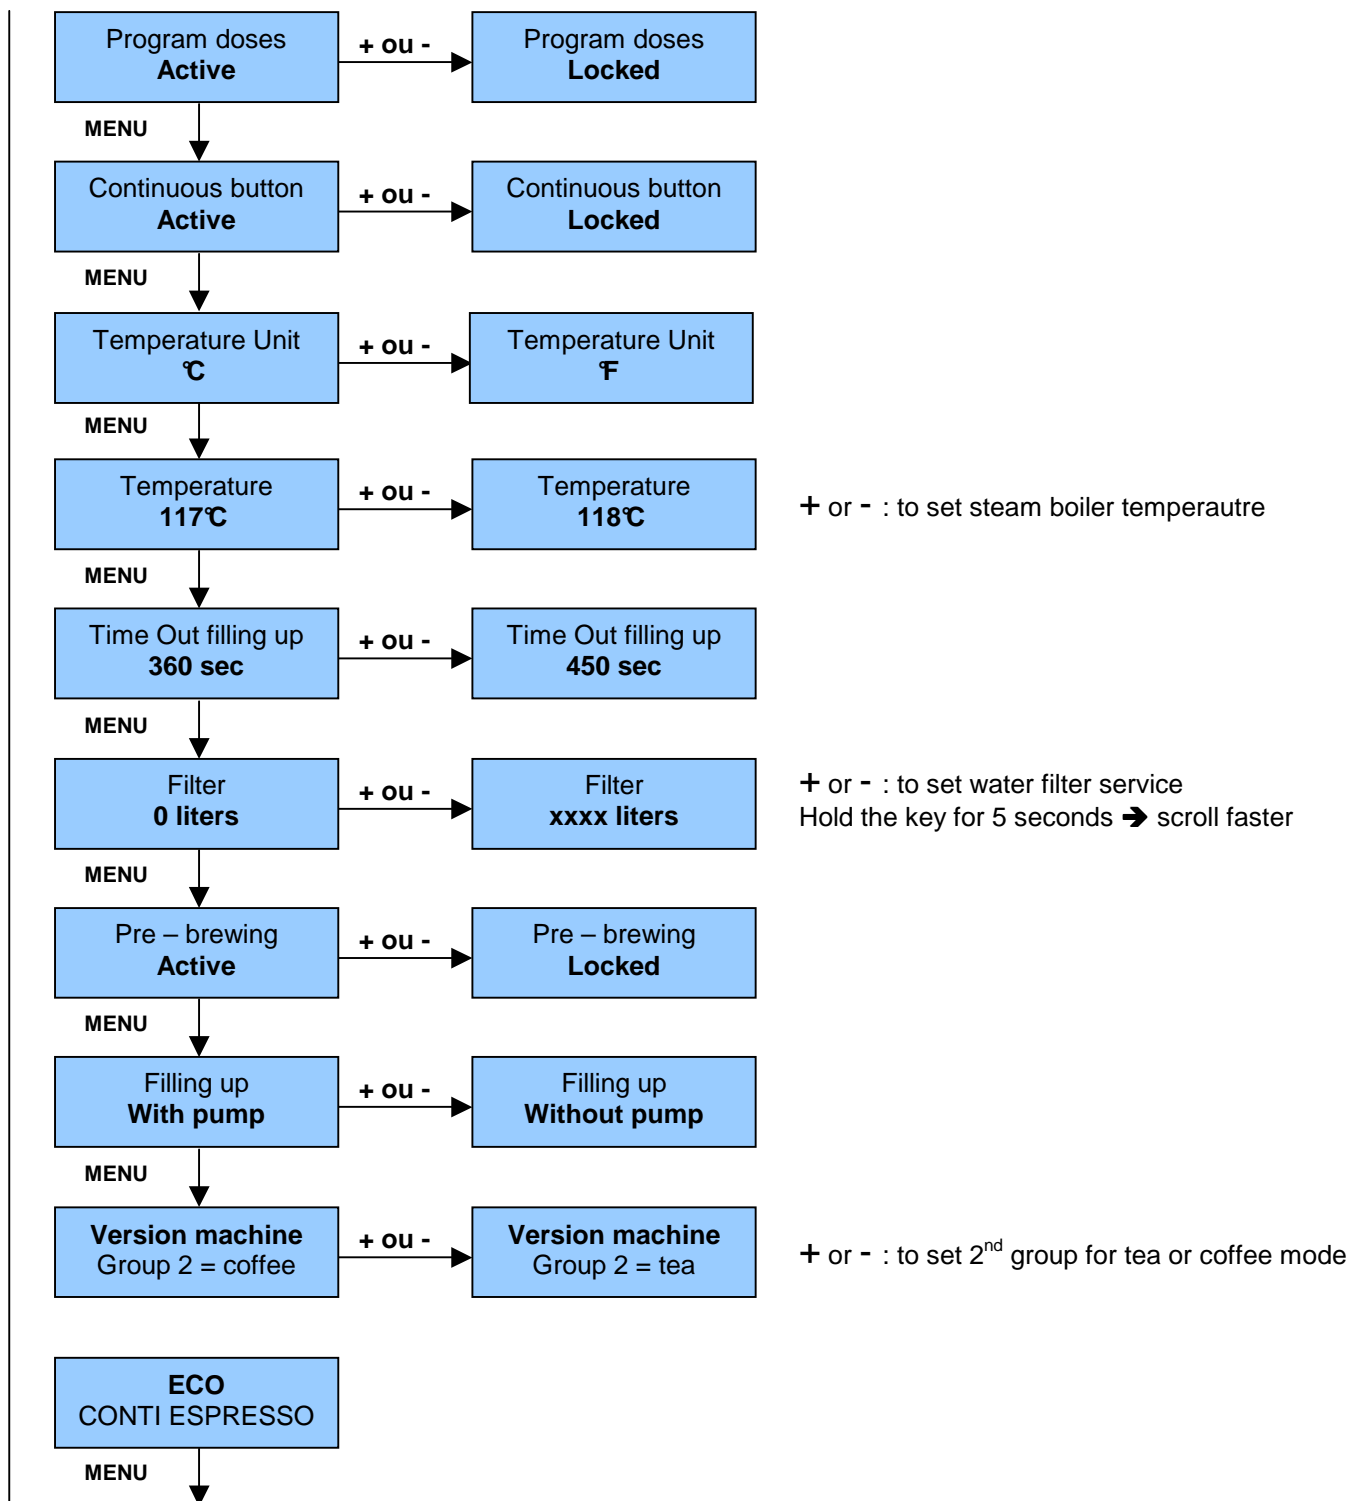 Program doses
Active
+ ou -
Program doses
Locked
MENU
Continuous button
Active
+ ou -
Continuous button
Locked
MENU
Temperature Unit
°C
+ ou -
Temperature Unit
°F
MENU
Temperature
117°C
+ ou -
Temperature
118°C
+ or - : to set steam boiler temperautre
MENU
Time Out filling up
360 sec
+ ou -
Time Out filling up
450 sec
MENU
Filter
0 liters
+ ou -
Filter
xxxx liters
+ or - : to set water filter service
Hold the key for 5 seconds ➔ scroll faster
MENU
Pre – brewing
Active
+ ou -
Pre – brewing
Locked
MENU
Filling up
With pump
+ ou -
Filling up
Without pump
MENU
Version machine
Group 2 = coffee
+ ou -
Version machine
Group 2 = tea
+ or - : to set 2nd group for tea or coffee mode
ECO
CONTI ESPRESSO
MENU